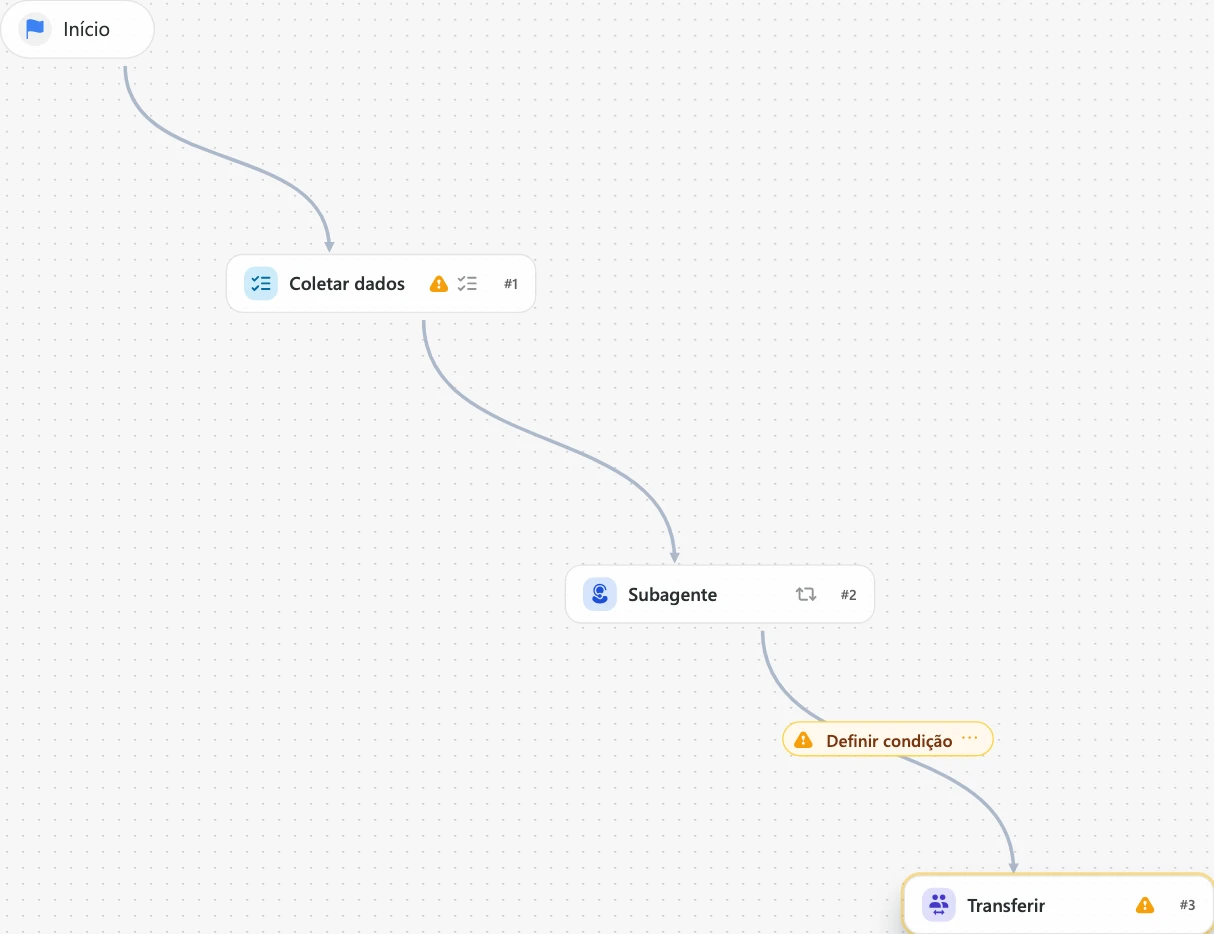 Início
Coletar dados #1
Subagente #2
Definir condição ...
Transferir #3